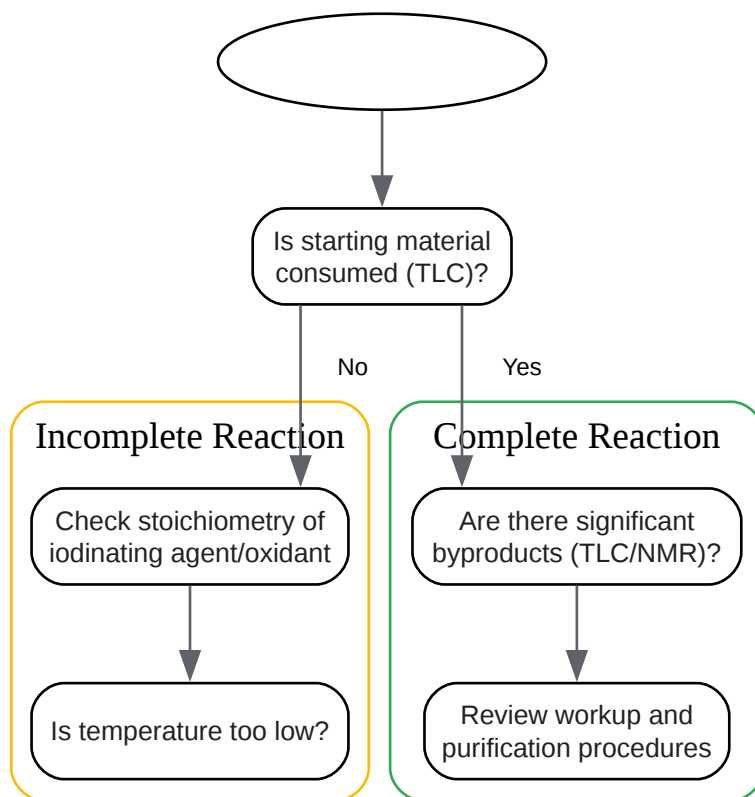 Is starting material
consumed (TLC)?
No
Yes
Incomplete Reaction
Check stoichiometry of
iodinating agent/oxidant
Is temperature too low?
Complete Reaction
Are there significant
byproducts (TLC/NMR)?
Review workup and
purification procedures